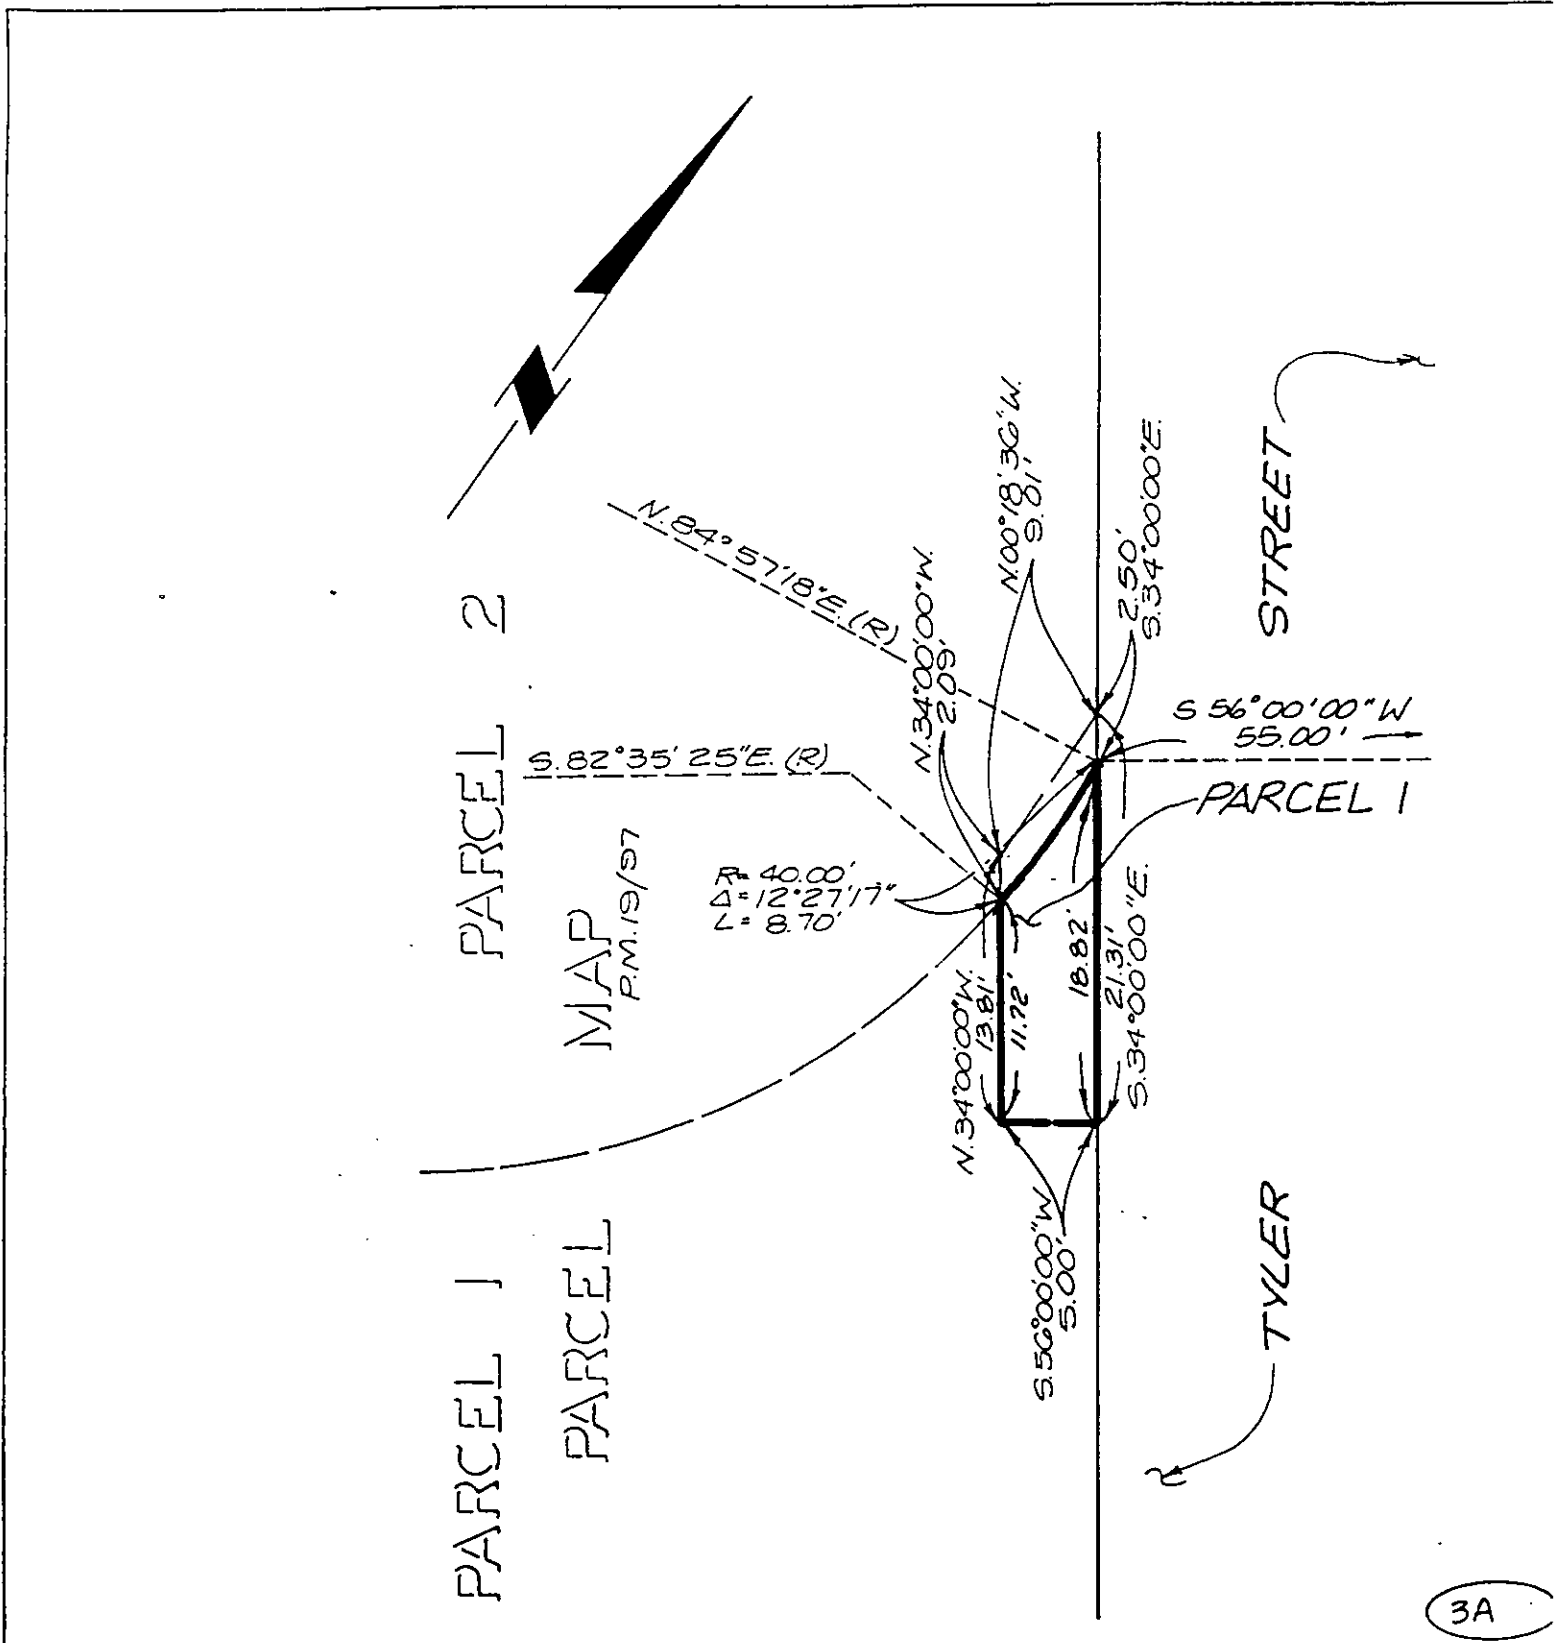 N.84°57'18"E.(R)
N.00°18'36"W.
9.01'
N.34°00'00"W.
2.09'
2.50'
S.34°00'00"E.
STREET
PARCEL 2
S.82°35'25"E. (R)
S 56°00'00"W
55.00'
PARCEL 1
MAP
P.M. 19/97
R= 40.00'
Δ=12°27'17"
L= 8.70'
N.34°00'00"W.
13.81'
11.72'
18.82'
21.31'
S.34°00'00"E.
S.56°00'00"W
5.00'
PARCEL 1
PARCEL
TYLER
3A